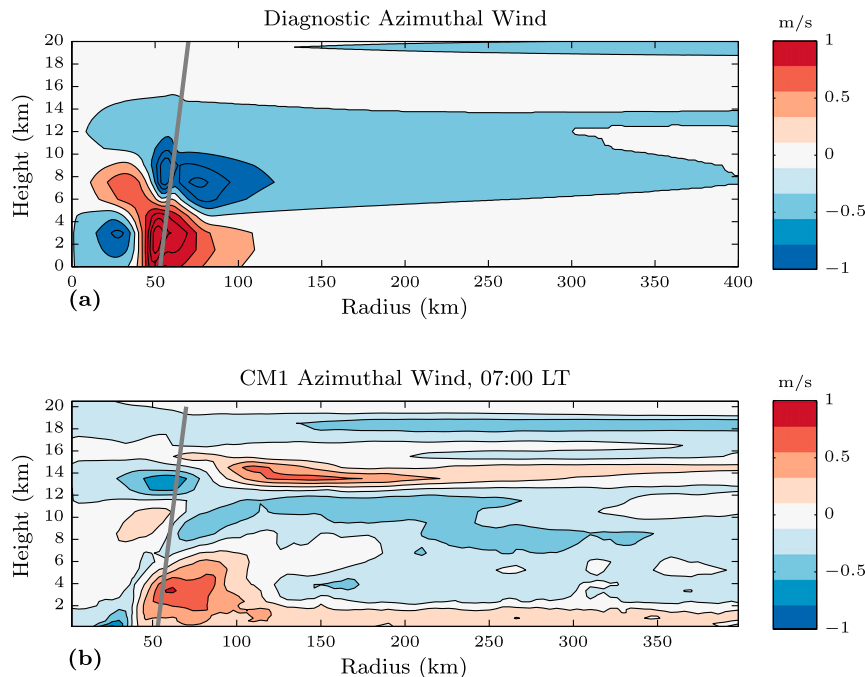 Diagnostic Azimuthal Wind
m/s
20
18
16
14
12
10
8
6
4
2
0
Height (km)
0 50 100 150 200 250 300 350 400
Radius (km)
(a)
1
0.5
0
−0.5
−1
CM1 Azimuthal Wind, 07:00 LT
m/s
20
18
16
14
12
10
8
6
4
2
Height (km)
50 100 150 200 250 300 350
Radius (km)
(b)
1
0.5
0
−0.5
−1